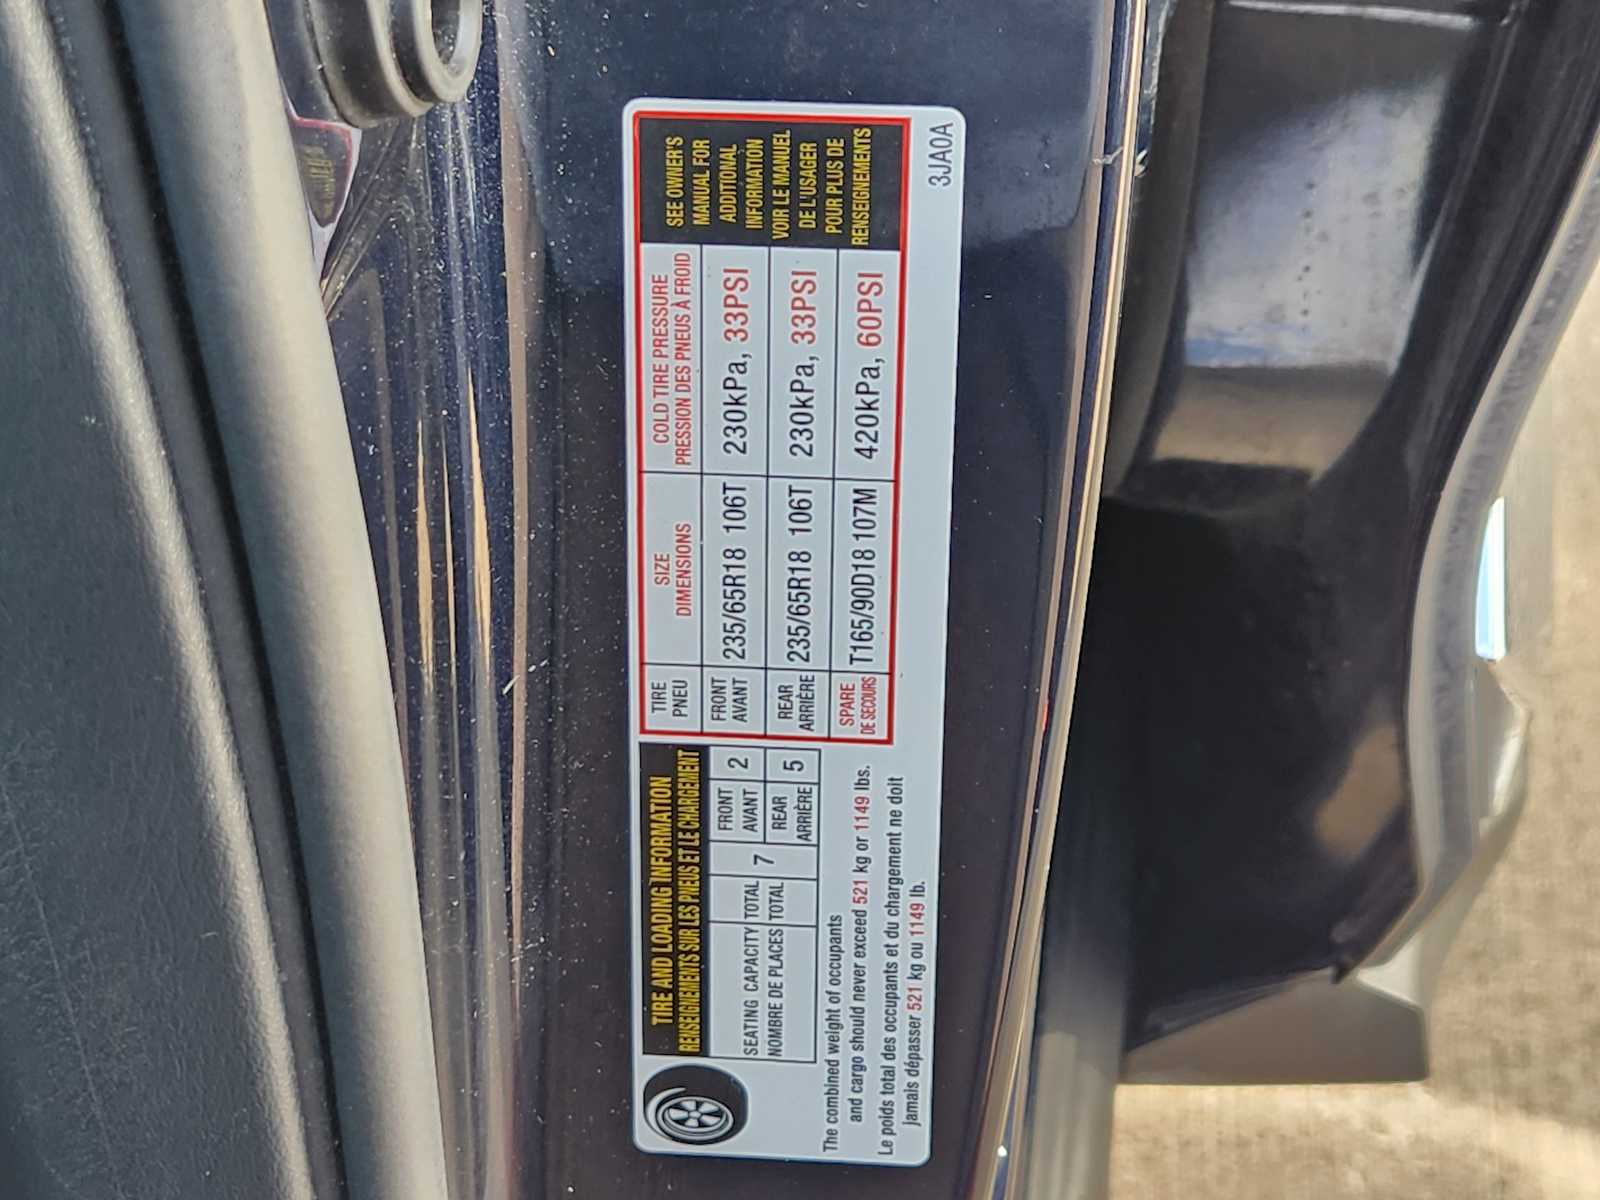 TIRE AND LOADING INFORMATION
RENSEIGNEMENTS SUR LES PNEUS ET LE CHARGEMENT
SEATING CAPACITY TOTAL
NOMBRE DE PLACES TOTAL
7
FRONT
AVANT
2
REAR
ARRIÈRE
5
The combined weight of occupants
and cargo should never exceed 521 kg or 1149 lbs.
Le poids total des occupants et du chargement ne doit
jamais dépasser 521 kg ou 1149 lb.
TIRE
PNEU
SIZE
DIMENSIONS
COLD TIRE PRESSURE
PRESSION DES PNEUS À FROID
FRONT
AVANT
235/65R18 106T
230kPa, 33PSI
REAR
ARRIÈRE
235/65R18 106T
230kPa, 33PSI
SPARE
DE SECOURS
T165/90D18 107M
420kPa, 60PSI
SEE OWNER'S
MANUAL FOR
ADDITIONAL
INFORMATION
VOIR LE MANUEL
DE L'USAGER
POUR PLUS DE
RENSEIGNEMENTS
3JA0A